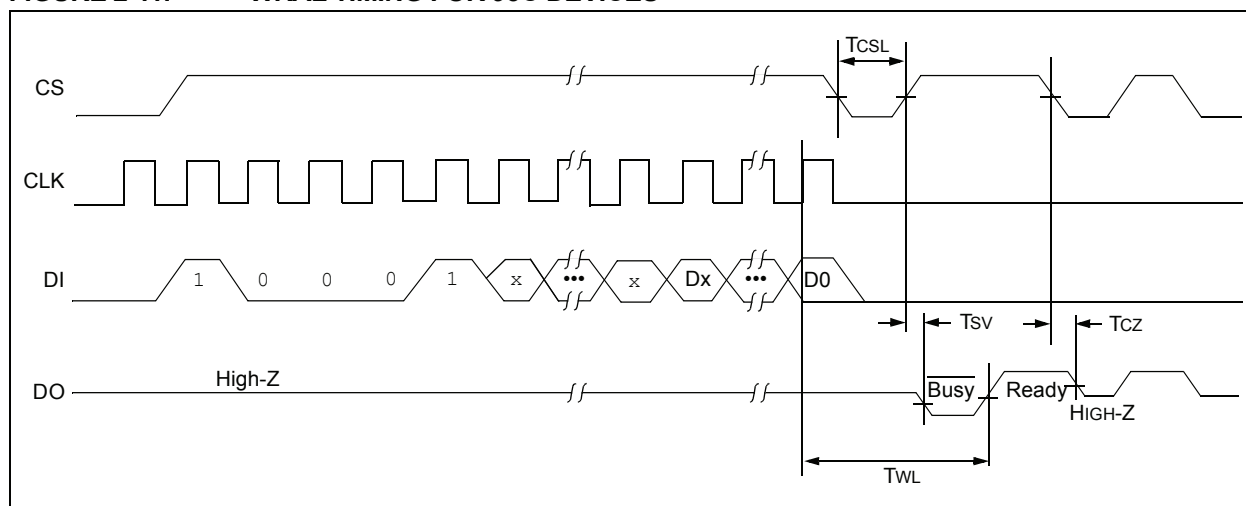 TCSL
CS
CLK
DI 1 0 0 0 1 x ••• x Dx ••• D0
TSV TCZ
High-Z
DO Busy Ready
HIGH-Z
TWL